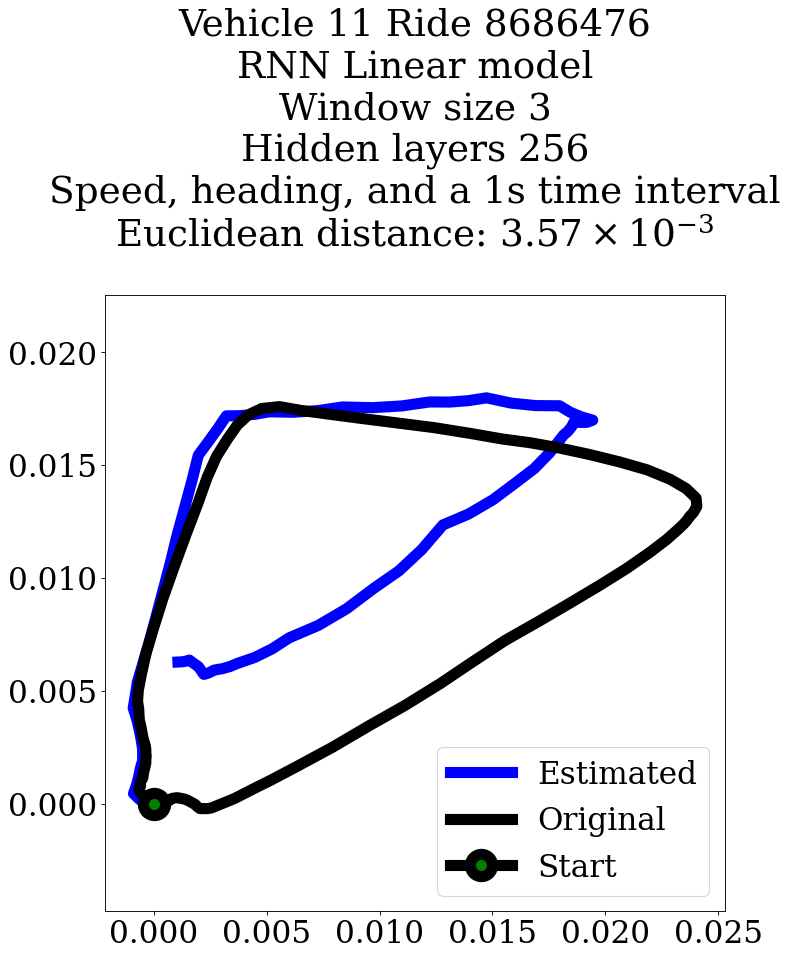 Vehicle 11 Ride 8686476
RNN Linear model
Window size 3
Hidden layers 256
Speed, heading, and a 1s time interval
Euclidean distance: 3.57 × 10⁻³
0.020
0.015
0.010
0.005
0.000
Estimated
Original
Start
0.000 0.005 0.010 0.015 0.020 0.025